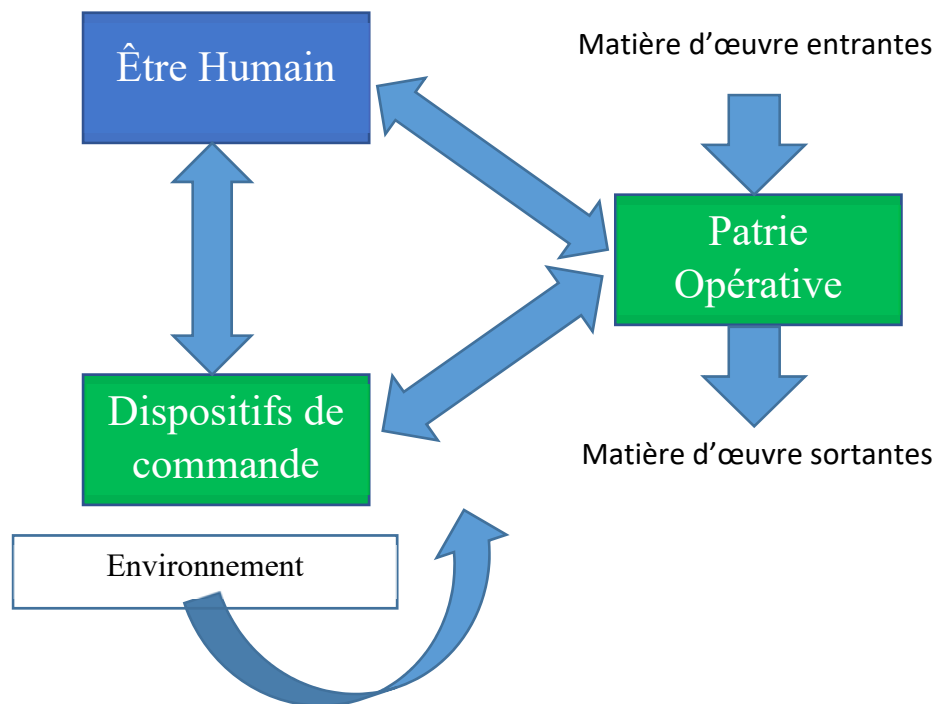 Être Humain
Matière d’œuvre entrantes
Patrie
Opérative
Dispositifs de
commande
Matière d’œuvre sortantes
Environnement